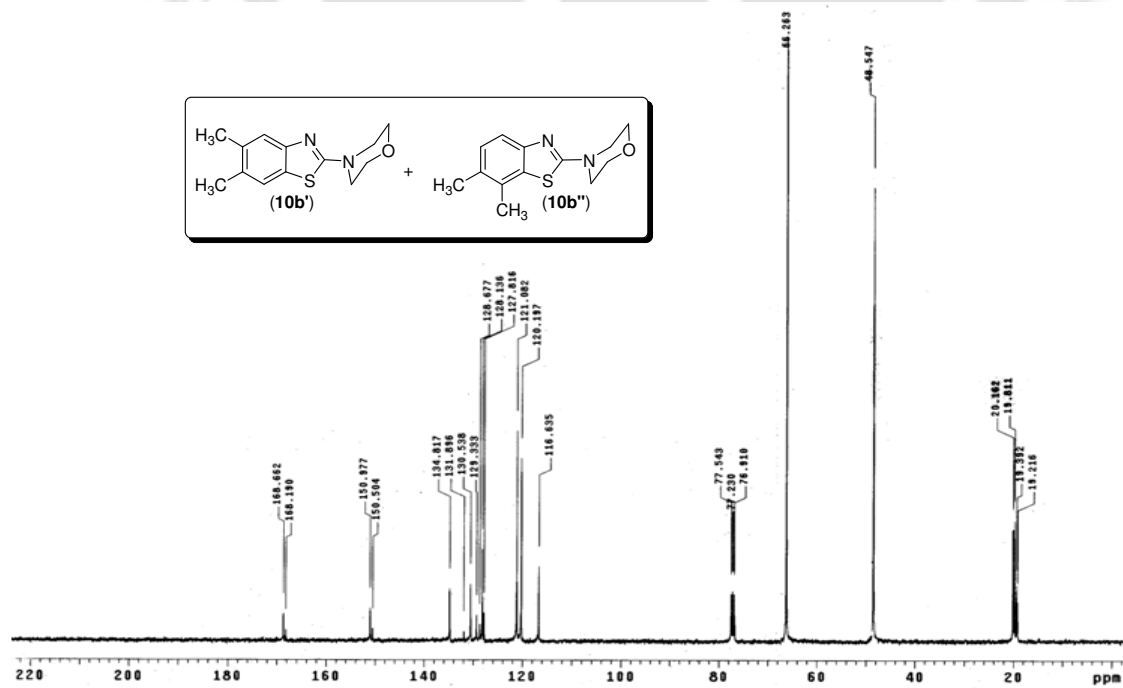 66.263
48.547
H₃C
N
N
O
H₃C
S
(10b')
+
N
N
O
H₃C
S
CH₃
(10b")
128.677
128.136
127.816
121.082
120.197
116.635
134.817
131.896
130.538
129.333
168.662
168.190
150.977
150.504
77.543
77.230
76.910
20.162
19.811
19.392
19.216
220 200 180 160 140 120 100 80 60 40 20 ppm